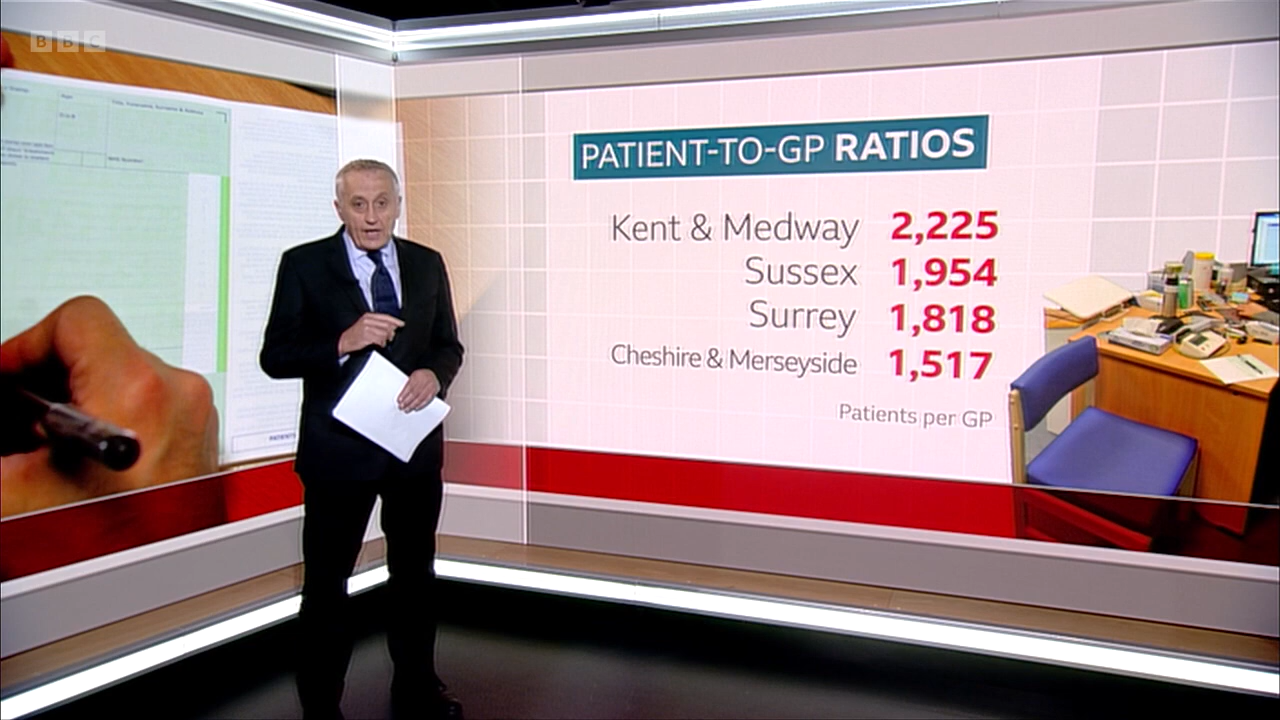 BBC
PATIENT-TO-GP RATIOS
Kent & Medway 2,225
Sussex 1,954
Surrey 1,818
Cheshire & Merseyside 1,517
Patients per GP